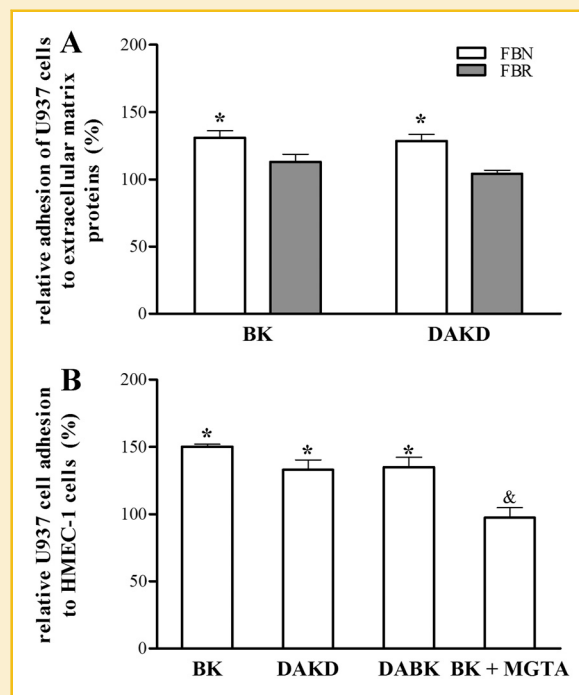 A
relative adhesion of U937 cells
to extracellular matrix
proteins (%)
200
150
100
50
0
FBN
FBR
*
*
BK
DAKD
B
relative U937 cell adhesion
to HMEC-1 cells (%)
200
150
100
50
0
*
*
*
&
BK
DAKD
DABK
BK + MGTA